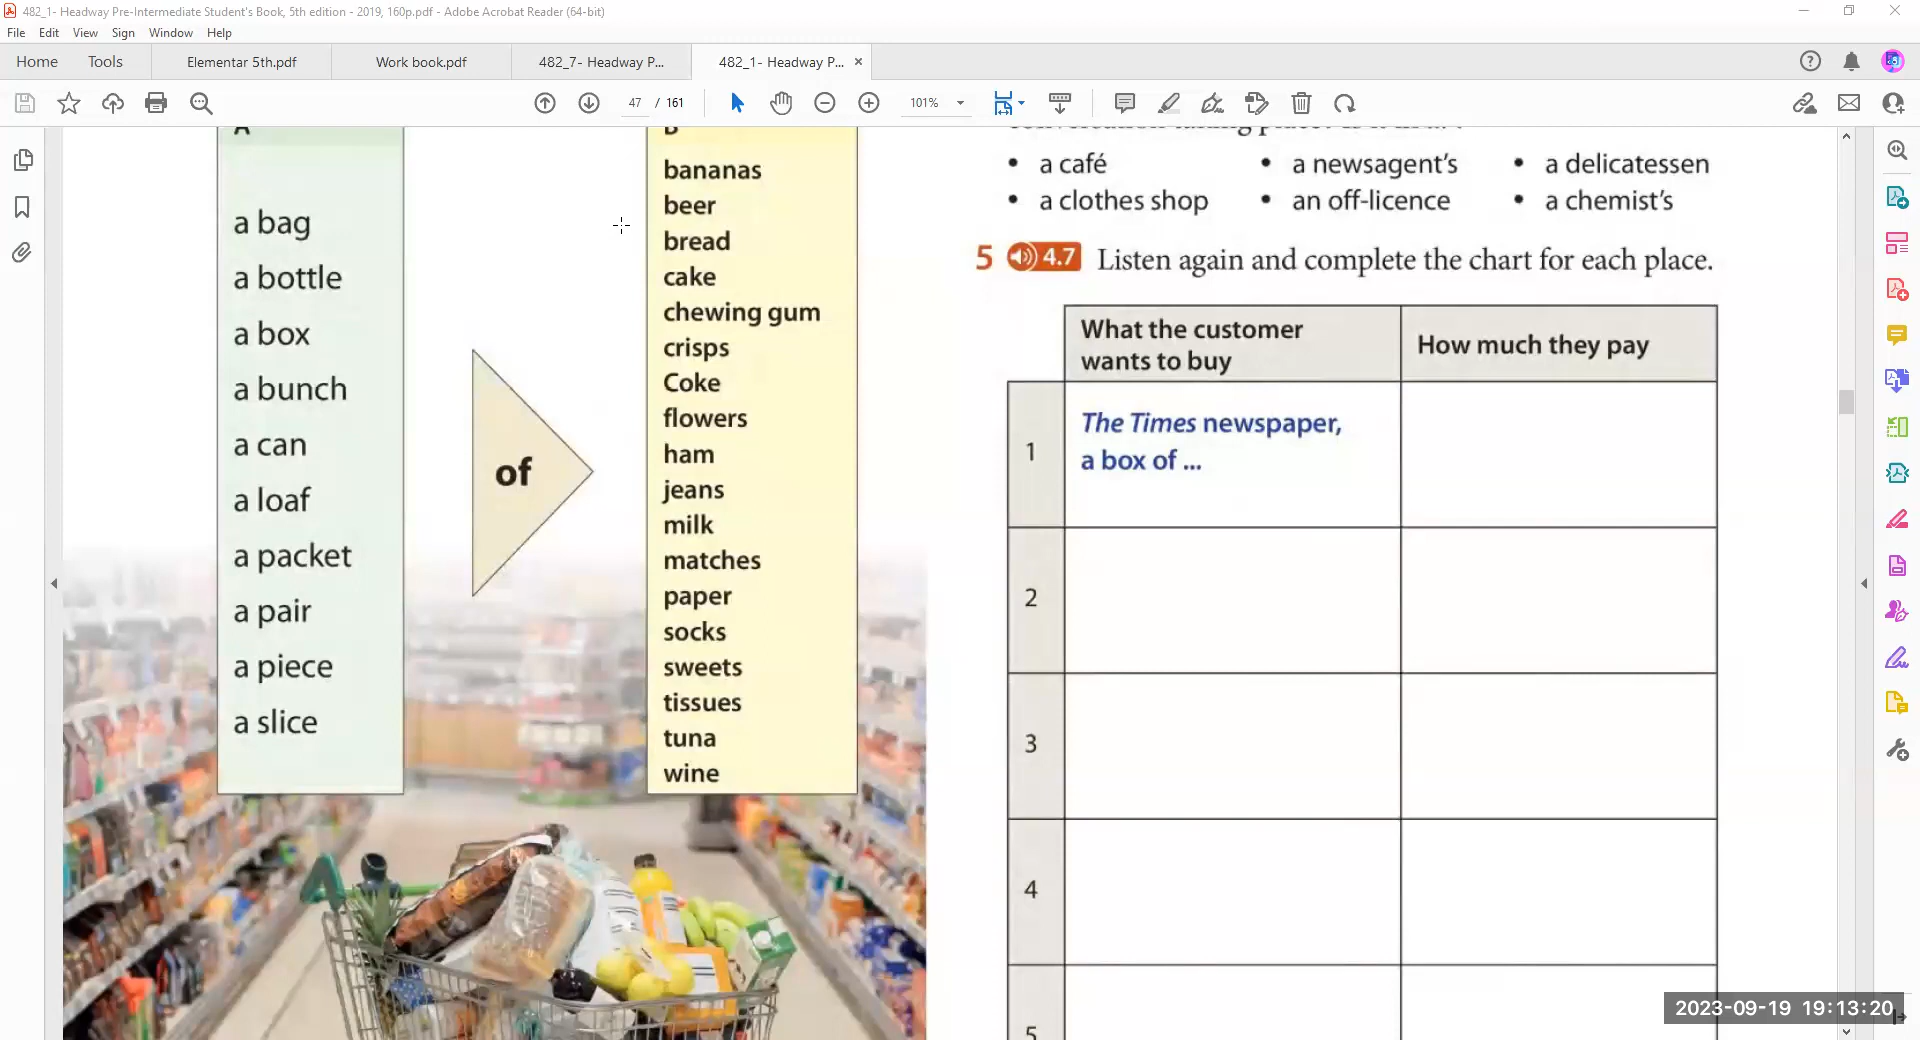 482_1- Headway Pre-Intermediate Student's Book, 5th edition - 2019, 160p.pdf - Adobe Acrobat Reader (64-bit)
File Edit View Sign Window Help
Home Tools Elementar 5th.pdf Work book.pdf 482_7- Headway P... 482_1- Headway P... ×
47 / 161 101%
A
a bag
a bottle
a box
a bunch
a can
a loaf
a packet
a pair
a piece
a slice
of
B
bananas
beer
bread
cake
chewing gum
crisps
Coke
flowers
ham
jeans
milk
matches
paper
socks
sweets
tissues
tuna
wine
• a café • a newsagent's • a delicatessen
• a clothes shop • an off-licence • a chemist's
5 4.7 Listen again and complete the chart for each place.
What the customer
wants to buy
How much they pay
1 The Times newspaper,
a box of ...
2
3
4
5
2023-09-19 19:13:20